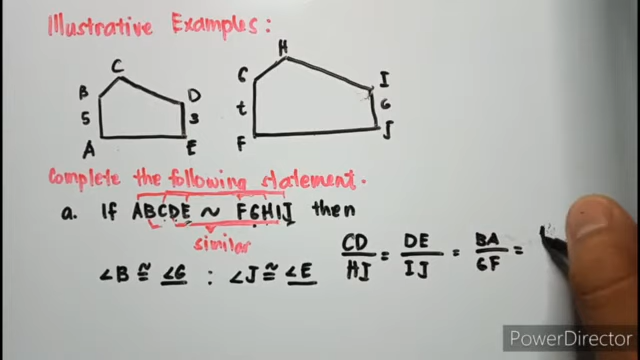 Illustrative Examples:
H
C
G
I
B
D
5
3
t
6
A
E
F
J
Complete the following statement.
a. If ABCDE ~ FGHIJ then
similar
∠B ≅ ∠G : ∠J ≅ ∠E
CD/HI = DE/IJ = BA/GF =
PowerDirector